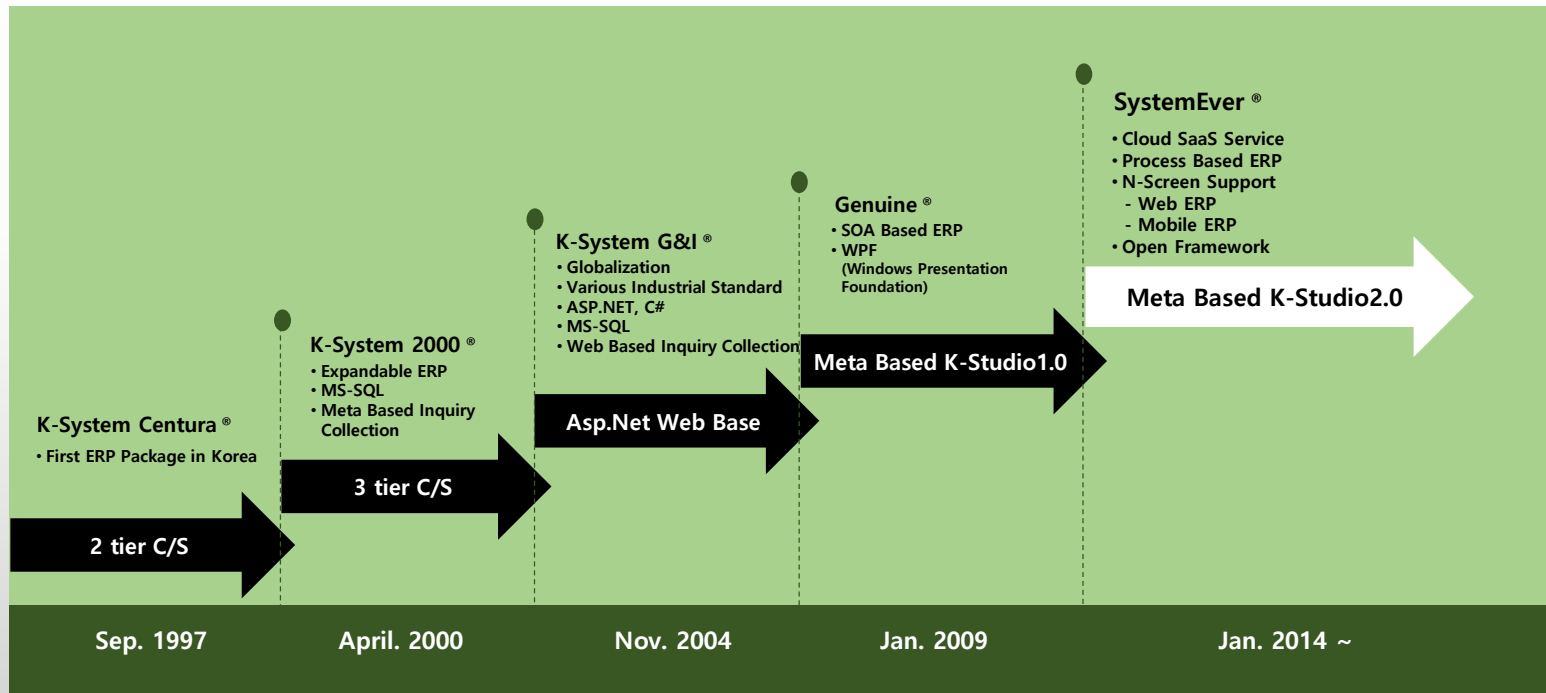 SystemEver ®
• Cloud SaaS Service
• Process Based ERP
• N-Screen Support
- Web ERP
- Mobile ERP
• Open Framework
Meta Based K-Studio2.0
Genuine ®
• SOA Based ERP
• WPF
(Windows Presentation
Foundation)
Meta Based K-Studio1.0
K-System G&I ®
• Globalization
• Various Industrial Standard
• ASP.NET, C#
• MS-SQL
• Web Based Inquiry Collection
Asp.Net Web Base
K-System 2000 ®
• Expandable ERP
• MS-SQL
• Meta Based Inquiry
Collection
3 tier C/S
K-System Centura ®
• First ERP Package in Korea
2 tier C/S
Sep. 1997
April. 2000
Nov. 2004
Jan. 2009
Jan. 2014 ~